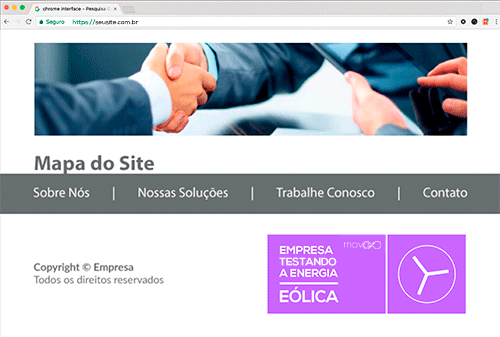 chrome interface - Pesquisa G
Seguro
https://seusite.com.br
Mapa do Site
Sobre Nós | Nossas Soluções | Trabalhe Conosco | Contato
Copyright © Empresa
Todos os direitos reservados
EMPRESA
TESTANDO
A ENERGIA
EÓLICA